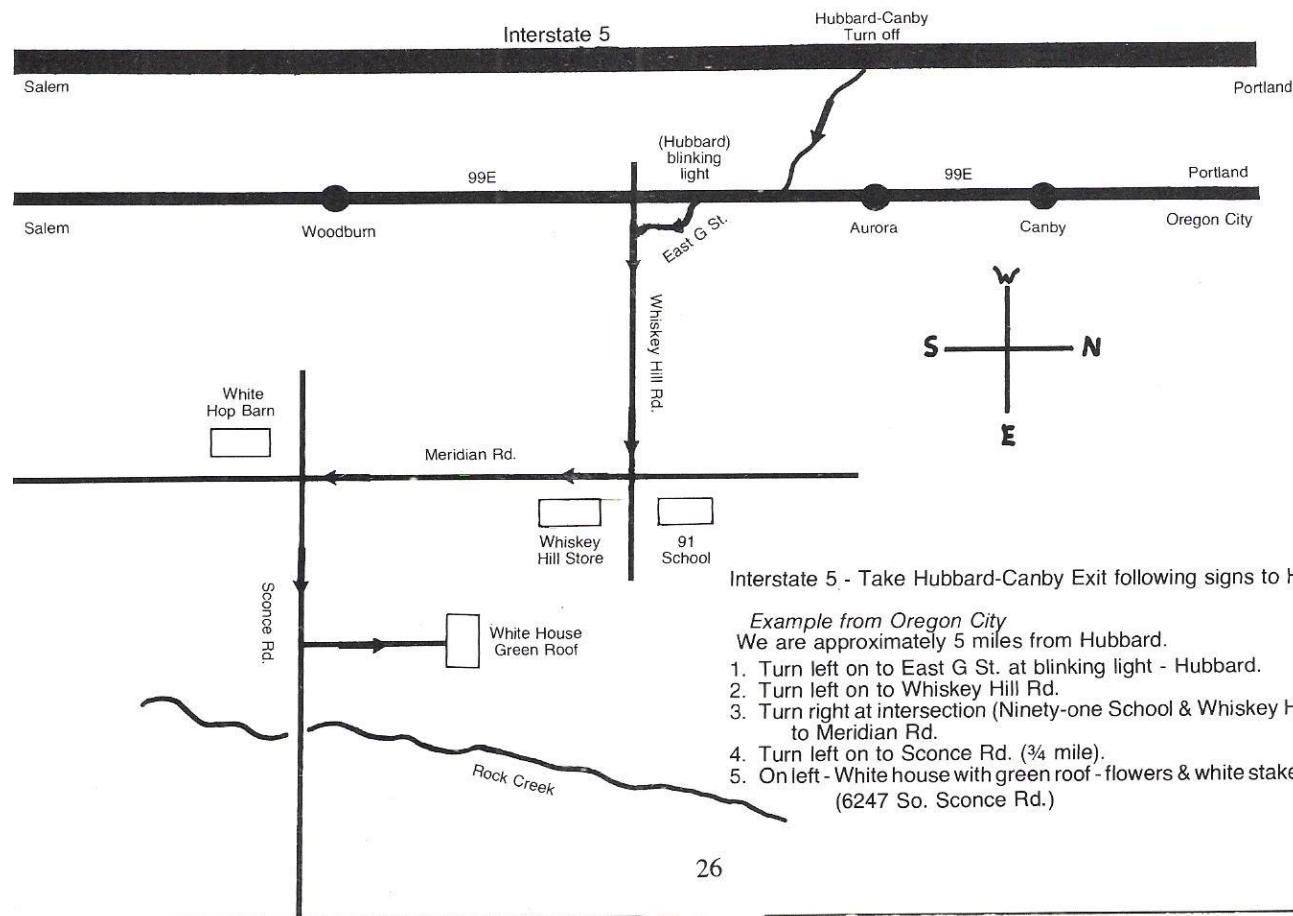 Interstate 5
Hubbard-Canby
Turn off
Salem
Portland
(Hubbard)
blinking
light
99E
99E
Portland
Salem
Woodburn
East G St.
Aurora
Canby
Oregon City
Whiskey Hill Rd.
W
S
N
E
White
Hop Barn
Meridian Rd.
Whiskey
Hill Store
91
School
Sconce Rd.
White House
Green Roof
Rock Creek
Interstate 5 - Take Hubbard-Canby Exit following signs to
Example from Oregon City
We are approximately 5 miles from Hubbard.
1. Turn left on to East G St. at blinking light - Hubbard.
2. Turn left on to Whiskey Hill Rd.
3. Turn right at intersection (Ninety-one School & Whiskey
to Meridian Rd.
4. Turn left on to Sconce Rd. (¾ mile).
5. On left - White house with green roof - flowers & white stake
(6247 So. Sconce Rd.)
26